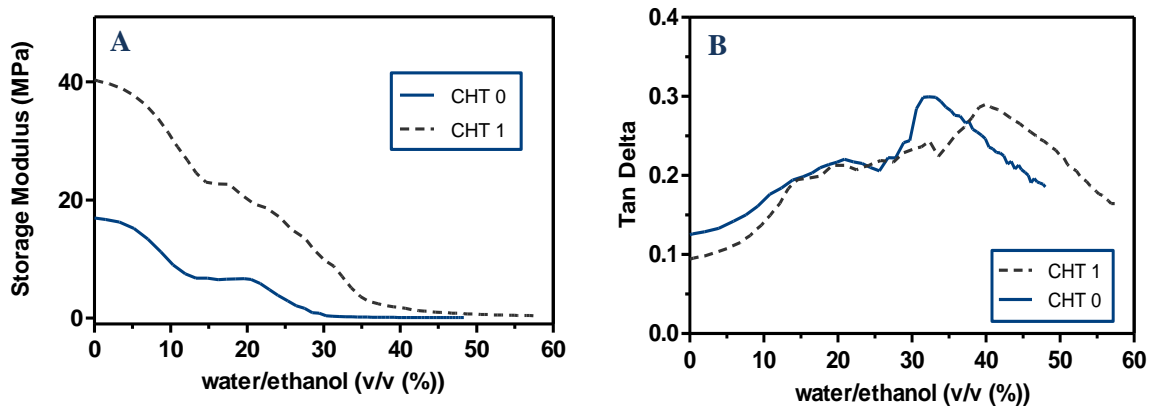 A
Storage Modulus (MPa)
40
20
0
CHT 0
CHT 1
0 10 20 30 40 50 60
water/ethanol (v/v (%))
B
Tan Delta
0.4
0.3
0.2
0.1
0.0
CHT 1
CHT 0
0 10 20 30 40 50 60
water/ethanol (v/v (%))